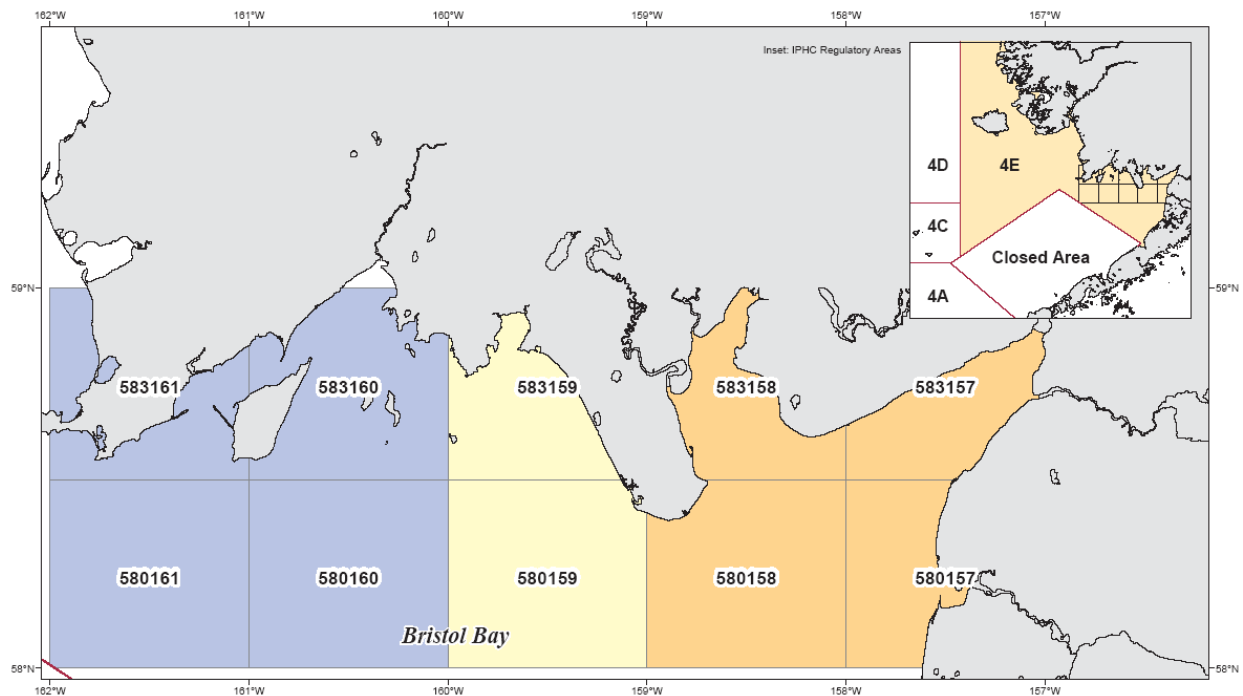 162°W 161°W 160°W 159°W 158°W 157°W
Inset: IPHC Regulatory Areas
4D
4E
4C
Closed Area
4A
59°N 59°N
583161 583160 583159 583158 583157
580161 580160 580159 580158 580157
Bristol Bay
58°N 58°N
162°W 161°W 160°W 159°W 158°W 157°W